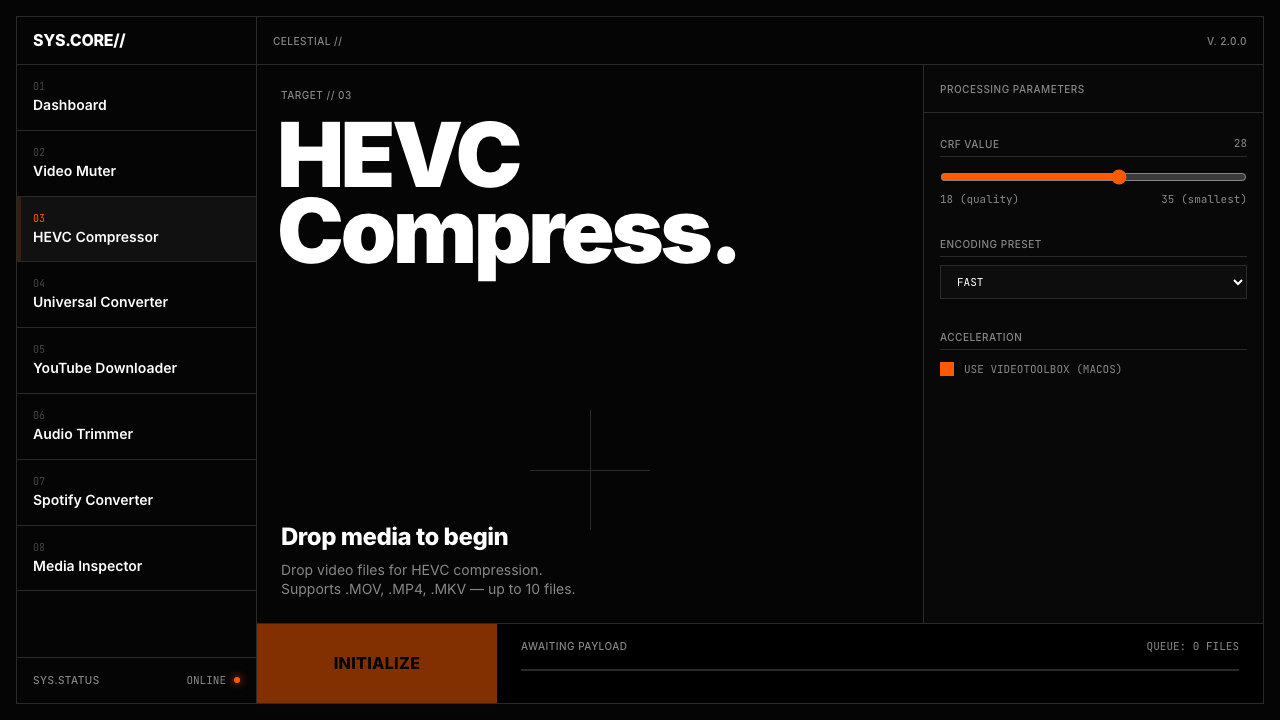 SYS.CORE//
CELESTIAL //
V. 2.0.0
01
Dashboard
02
Video Muter
03
HEVC Compressor
04
Universal Converter
05
YouTube Downloader
06
Audio Trimmer
07
Spotify Converter
08
Media Inspector
SYS.STATUS
ONLINE
TARGET // 03
HEVC
Compress.
Drop media to begin
Drop video files for HEVC compression.
Supports .MOV, .MP4, .MKV — up to 10 files.
PROCESSING PARAMETERS
CRF VALUE
28
18 (quality)
35 (smallest)
ENCODING PRESET
FAST
ACCELERATION
USE VIDEOTOOLBOX (MACOS)
INITIALIZE
AWAITING PAYLOAD
QUEUE: 0 FILES